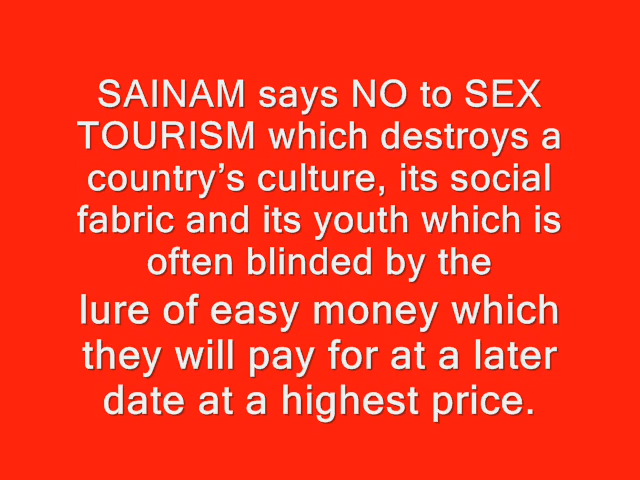 SAINAM says NO to SEX
TOURISM which destroys a
country’s culture, its social
fabric and its youth which is
often blinded by the
lure of easy money which
they will pay for at a later
date at a highest price.